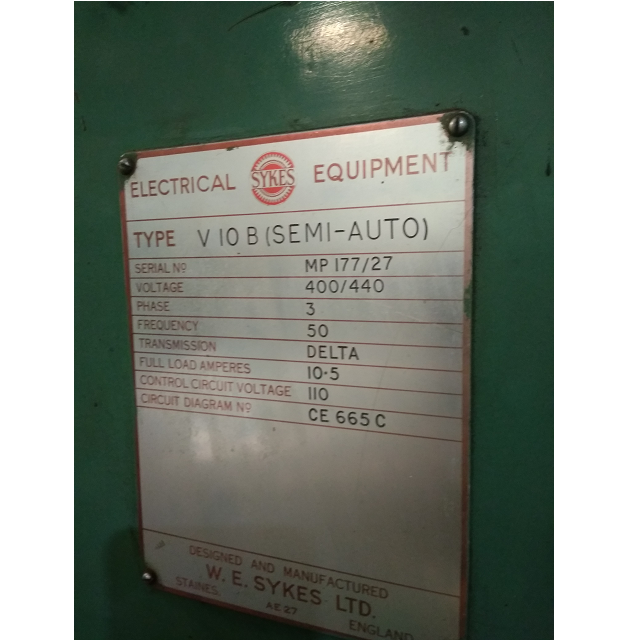 ELECTRICAL SYKES EQUIPMENT
TYPE V 10 B (SEMI-AUTO)
SERIAL Nº MP 177/27
VOLTAGE 400/440
PHASE 3
FREQUENCY 50
TRANSMISSION DELTA
FULL LOAD AMPERES 10·5
CONTROL CIRCUIT VOLTAGE 110
CIRCUIT DIAGRAM Nº CE 665 C
DESIGNED AND MANUFACTURED
W. E. SYKES LTD.
STAINES. AE 27 ENGLAND